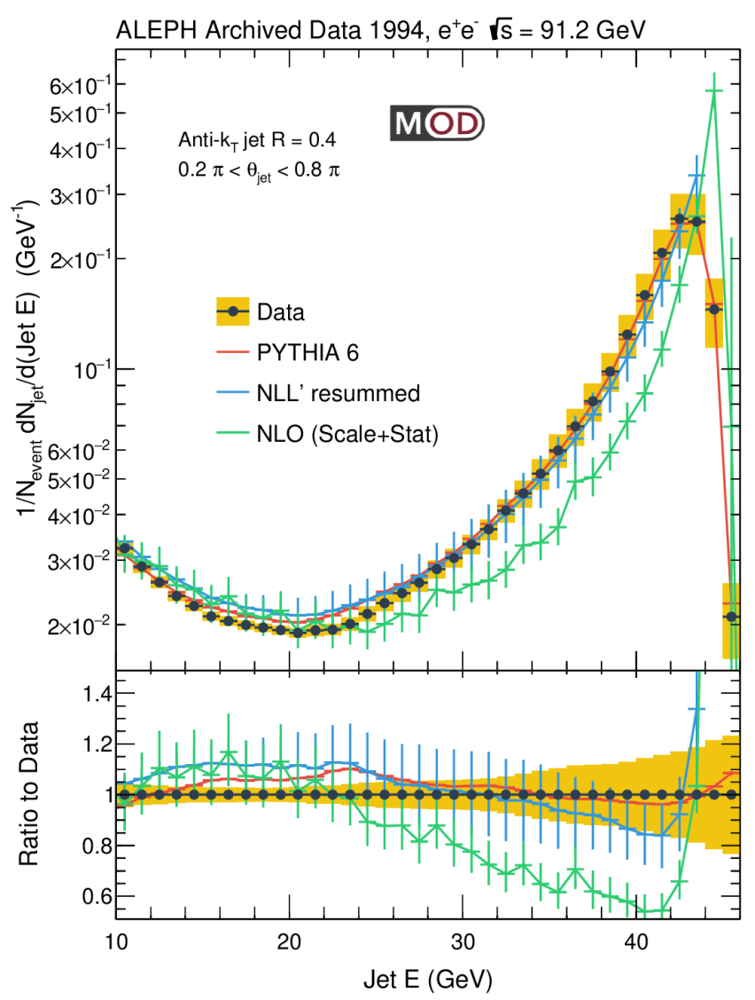 ALEPH Archived Data 1994, e⁺e⁻ √s = 91.2 GeV
6×10⁻¹
5×10⁻¹
4×10⁻¹
3×10⁻¹
2×10⁻¹
10⁻¹
6×10⁻²
5×10⁻²
4×10⁻²
3×10⁻²
2×10⁻²
1/N_event dN_jet/d(Jet E) (GeV⁻¹)
MOD
Anti-k_T jet R = 0.4
0.2 π < θ_jet < 0.8 π
Data
PYTHIA 6
NLL' resummed
NLO (Scale+Stat)
1.4
1.2
1
0.8
0.6
Ratio to Data
10 20 30 40
Jet E (GeV)